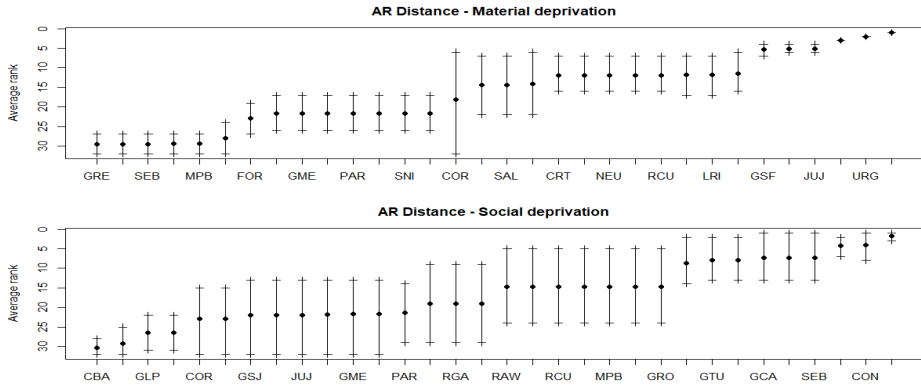 AR Distance - Material deprivation
Average rank
0
5
10
15
20
25
30
GRE SEB MPB FOR GME PAR SNI COR SAL CRT NEU RCU LRI GSF JUJ URG
AR Distance - Social deprivation
Average rank
0
5
10
15
20
25
30
CBA GLP COR GSJ JUJ GME PAR RGA RAW RCU MPB GRO GTU GCA SEB CON